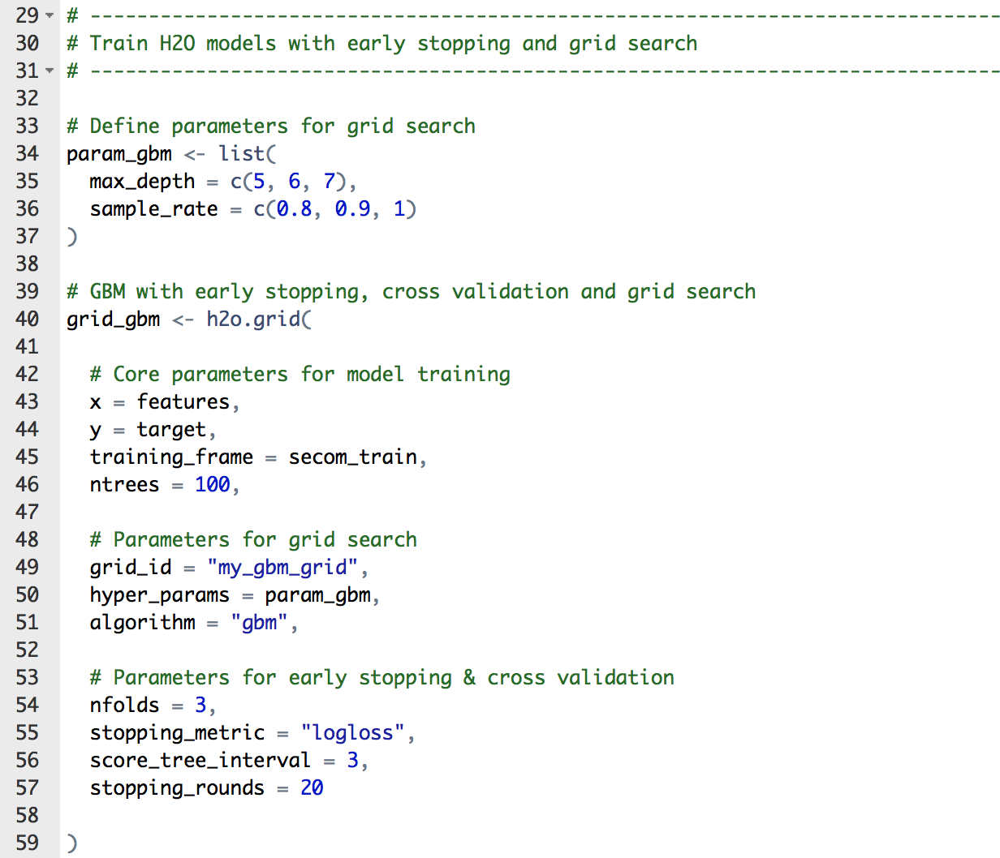 29 # ------------------------------------------------------------------------------
30 # Train H2O models with early stopping and grid search
31 # ------------------------------------------------------------------------------
32
33 # Define parameters for grid search
34 param_gbm <- list(
35   max_depth = c(5, 6, 7),
36   sample_rate = c(0.8, 0.9, 1)
37 )
38
39 # GBM with early stopping, cross validation and grid search
40 grid_gbm <- h2o.grid(
41
42   # Core parameters for model training
43   x = features,
44   y = target,
45   training_frame = secom_train,
46   ntrees = 100,
47
48   # Parameters for grid search
49   grid_id = "my_gbm_grid",
50   hyper_params = param_gbm,
51   algorithm = "gbm",
52
53   # Parameters for early stopping & cross validation
54   nfolds = 3,
55   stopping_metric = "logloss",
56   score_tree_interval = 3,
57   stopping_rounds = 20
58
59 )